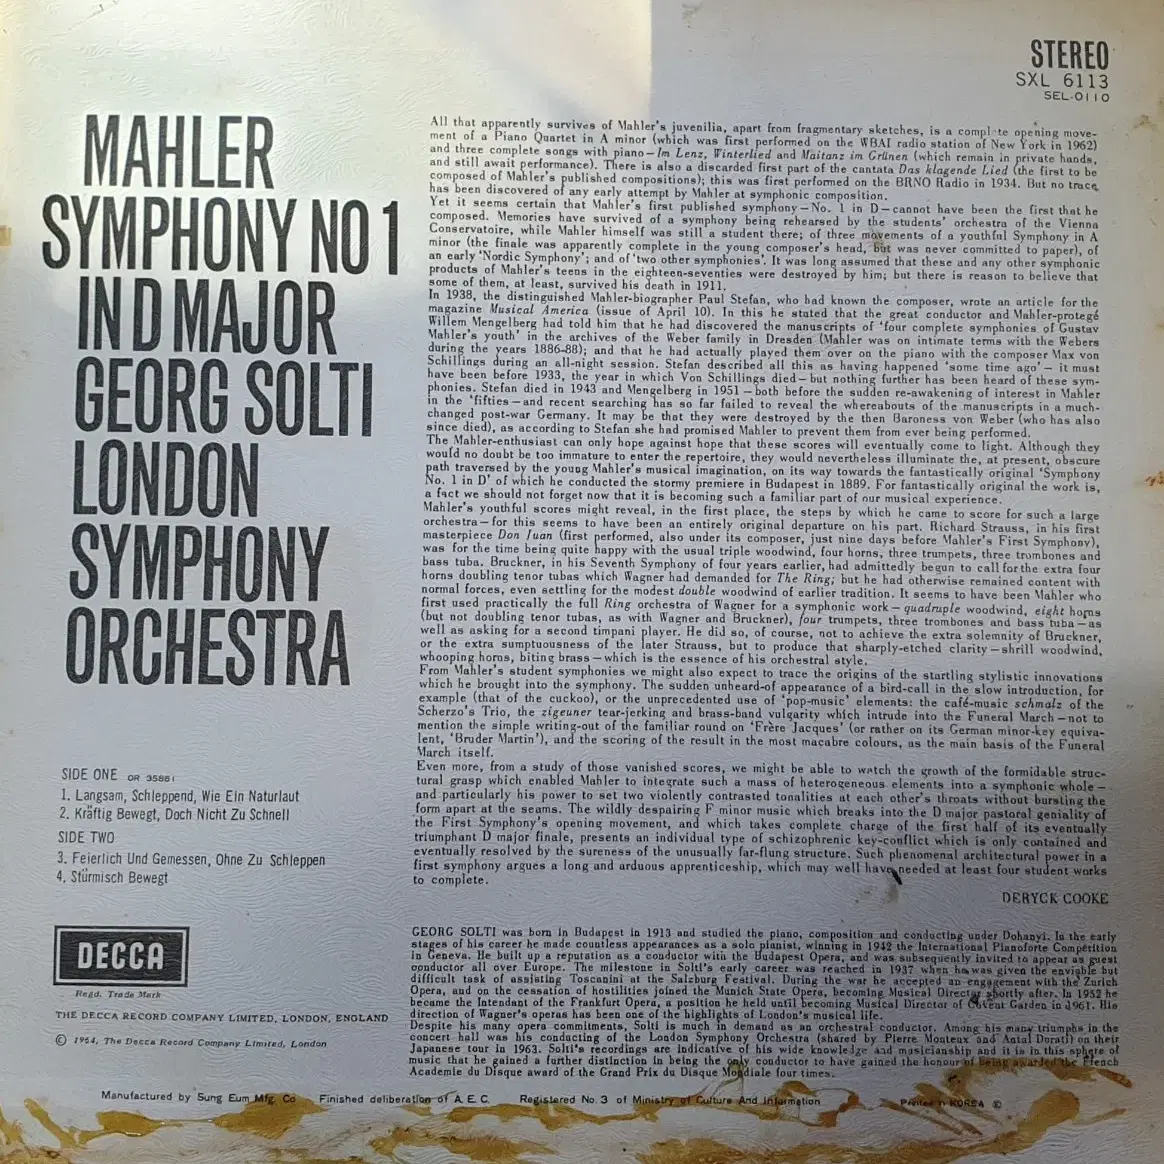 STEREO
SXL 6113
SEL-0110
MAHLER
SYMPHONY NO1
IN D MAJOR
GEORG SOLTI
LONDON
SYMPHONY
ORCHESTRA
SIDE ONE OR 35861
1. Langsam, Schleppend, Wie Ein Naturlaut
2. Kräftig Bewegt, Doch Nicht Zu Schnell
SIDE TWO
3. Feierlich Und Gemessen, Ohne Zu Schleppen
4. Stürmisch Bewegt
DECCA
Regd. Trade Mark
THE DECCA RECORD COMPANY LIMITED, LONDON, ENGLAND
© 1964, The Decca Record Company Limited, London
All that apparently survives of Mahler's juvenilia, apart from fragmentary sketches, is a complete opening move-
ment of a Piano Quartet in A minor (which was first performed on the WBAI radio station of New York in 1962)
and three complete songs with piano—Im Lenz, Winterlied and Maitanz im Grünen (which remain in private hands,
and still await performance). There is also a discarded first part of the cantata Das klagende Lied (the first to be
composed of Mahler's published compositions); this was first performed on the BRNO Radio in 1934. But no trace
has been discovered of any early attempt by Mahler at symphonic composition.
Yet it seems certain that Mahler's first published symphony—No. 1 in D—cannot have been the first that he
composed. Memories have survived of a symphony being rehearsed by the students' orchestra of the Vienna
Conservatoire, while Mahler himself was still a student there; of three movements of a youthful Symphony in A
minor (the finale was apparently complete in the young composer's head, but was never committed to paper), of
an early 'Nordic Symphony'; and of 'two other symphonies'. It was long assumed that these and any other symphonic
products of Mahler's teens in the eighteen-seventies were destroyed by him; but there is reason to believe that
some of them, at least, survived his death in 1911.
In 1938, the distinguished Mahler-biographer Paul Stefan, who had known the composer, wrote an article for the
magazine Musical America (issue of April 10). In this he stated that the great conductor and Mahler-protegé
Willem Mengelberg had told him that he had discovered the manuscripts of 'four complete symphonies of Gustav
Mahler's youth' in the archives of the Weber family in Dresden (Mahler was on intimate terms with the Webers
during the years 1886-88); and that he had actually played them over on the piano with the composer Max von
Schillings during an all-night session. Stefan described all this as having happened 'some time ago' — it must
have been before 1933, the year in which Von Schillings died—but nothing further has been heard of these sym-
phonies. Stefan died in 1943 and Mengelberg in 1951—both before the sudden re-awakening of interest in Mahler
in the 'fifties—and recent searching has so far failed to reveal the whereabouts of the manuscripts in a much-
changed post-war Germany. It may be that they were destroyed by the then Baroness von Weber (who has also
since died), as according to Stefan she had promised Mahler to prevent them from ever being performed.
The Mahler-enthusiast can only hope against hope that these scores will eventually come to light. Although they
would no doubt be too immature to enter the repertoire, they would nevertheless illuminate the, at present, obscure
path traversed by the young Mahler's musical imagination, on its way towards the fantastically original 'Symphony
No. 1 in D' of which he conducted the stormy premiere in Budapest in 1889. For fantastically original the work is,
a fact we should not forget now that it is becoming such a familiar part of our musical experience.
Mahler's youthful scores might reveal, in the first place, the steps by which he came to score for such a large
orchestra—for this seems to have been an entirely original departure on his part. Richard Strauss, in his first
masterpiece Don Juan (first performed, also under its composer, just nine days before Mahler's First Symphony),
was for the time being quite happy with the usual triple woodwind, four horns, three trumpets, three trombones and
bass tuba. Bruckner, in his Seventh Symphony of four years earlier, had admittedly begun to call for the extra four
horns doubling tenor tubas which Wagner had demanded for The Ring; but he had otherwise remained content with
normal forces, even settling for the modest double woodwind of earlier tradition. It seems to have been Mahler who
first used practically the full Ring orchestra of Wagner for a symphonic work—quadruple woodwind, eight horns
(but not doubling tenor tubas, as with Wagner and Bruckner), four trumpets, three trombones and bass tuba—as
well as asking for a second timpani player. He did so, of course, not to achieve the extra solemnity of Bruckner,
or the extra sumptuousness of the later Strauss, but to produce that sharply-etched clarity—shrill woodwind,
whooping horns, biting brass—which is the essence of his orchestral style.
From Mahler's student symphonies we might also expect to trace the origins of the startling stylistic innovations
which he brought into the symphony. The sudden unheard-of appearance of a bird-call in the slow introduction, for
example (that of the cuckoo), or the unprecedented use of 'pop-music' elements: the café-music schmalz of the
Scherzo's Trio, the zigeuner tear-jerking and brass-band vulgarity which intrude into the Funeral March—not to
mention the simple writing-out of the familiar round on 'Frère Jacques' (or rather on its German minor-key equiva-
lent, 'Bruder Martin'), and the scoring of the result in the most macabre colours, as the main basis of the Funeral
March itself.
Even more, from a study of those vanished scores, we might be able to watch the growth of the formidable struc-
tural grasp which enabled Mahler to integrate such a mass of heterogeneous elements into a symphonic whole—
and particularly his power to set two violently contrasted tonalities at each other's throats without bursting the
form apart at the seams. The wildly despairing F minor music which breaks into the D major pastoral geniality of
the First Symphony's opening movement, and which takes complete charge of the first half of its eventually
triumphant D major finale, presents an individual type of schizophrenic key-conflict which is only contained and
eventually resolved by the sureness of the unusually far-flung structure. Such phenomenal architectural power in a
first symphony argues a long and arduous apprenticeship, which may well have needed at least four student works
to complete.
DERYCK COOKE
GEORG SOLTI was born in Budapest in 1913 and studied the piano, composition and conducting under Dohanyi. In the early
stages of his career he made countless appearances as a solo pianist, winning in 1942 the International Pianoforte Competition
in Geneva. He built up a reputation as a conductor with the Budapest Opera, and was subsequently invited to appear as guest
conductor all over Europe. The milestone in Solti's early career was reached in 1937 when he was given the enviable but
difficult task of assisting Toscanini at the Salzburg Festival. During the war he accepted an engagement with the Zurich
Opera, and on the cessation of hostilities joined the Munich State Opera, becoming Musical Director shortly after. In 1952 he
became the Intendant of the Frankfurt Opera, a position he held until becoming Musical Director of Covent Garden in 1961. His
direction of Wagner's operas has been one of the highlights of London's musical life.
Despite his many opera commitments, Solti is much in demand as an orchestral conductor. Among his many triumphs in the
concert hall was his conducting of the London Symphony Orchestra (shared by Pierre Monteux and Antal Dorati) on their
Japanese tour in 1963. Solti's recordings are indicative of his wide knowledge and musicianship and it is in this sphere of
music that he gained a further distinction in being the only conductor to have gained the honour of being awarded the French
Academie du Disque award of the Grand Prix du Disque Mondiale four times.
Manufactured by Sung Eum Mfg. Co Finished deliberation of A.E.C. Registered No. 3 of Ministry of Culture And Information Printed in KOREA ©